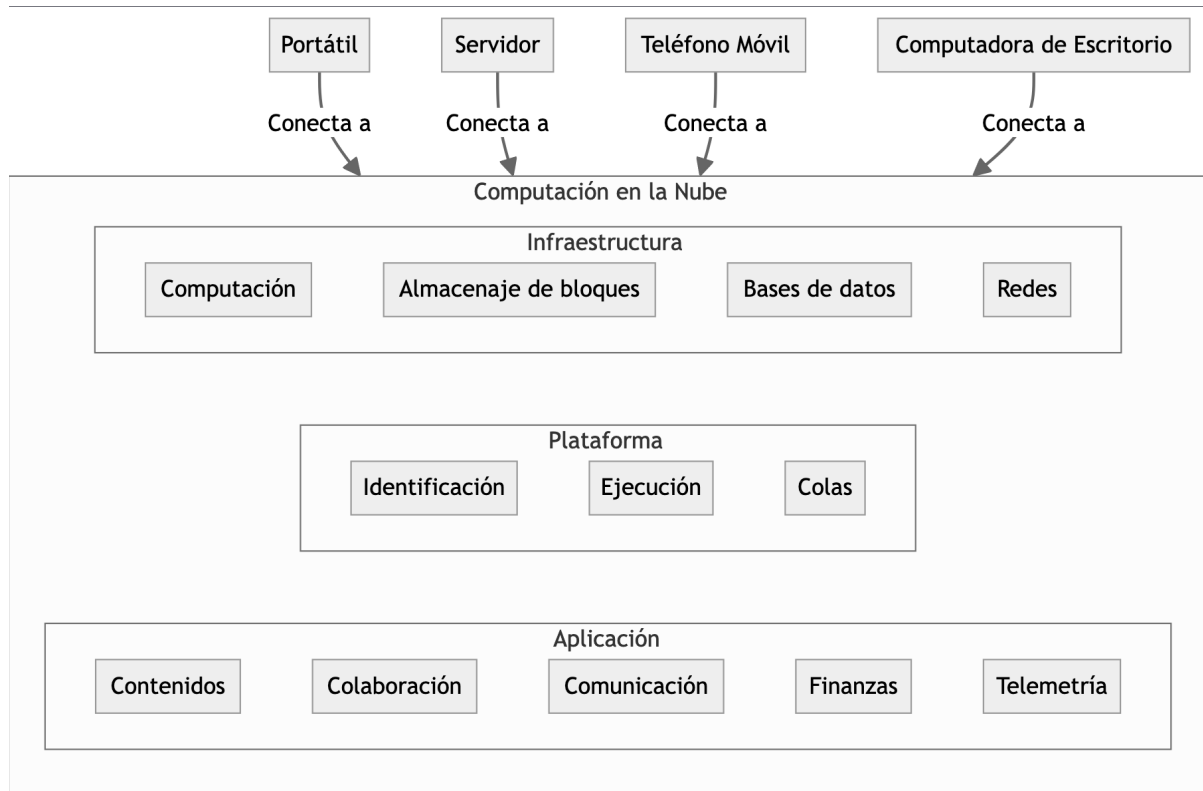 Portátil
Servidor
Teléfono Móvil
Computadora de Escritorio
Conecta a
Conecta a
Conecta a
Conecta a
Computación en la Nube
Infraestructura
Computación
Almacenaje de bloques
Bases de datos
Redes
Plataforma
Identificación
Ejecución
Colas
Aplicación
Contenidos
Colaboración
Comunicación
Finanzas
Telemetría